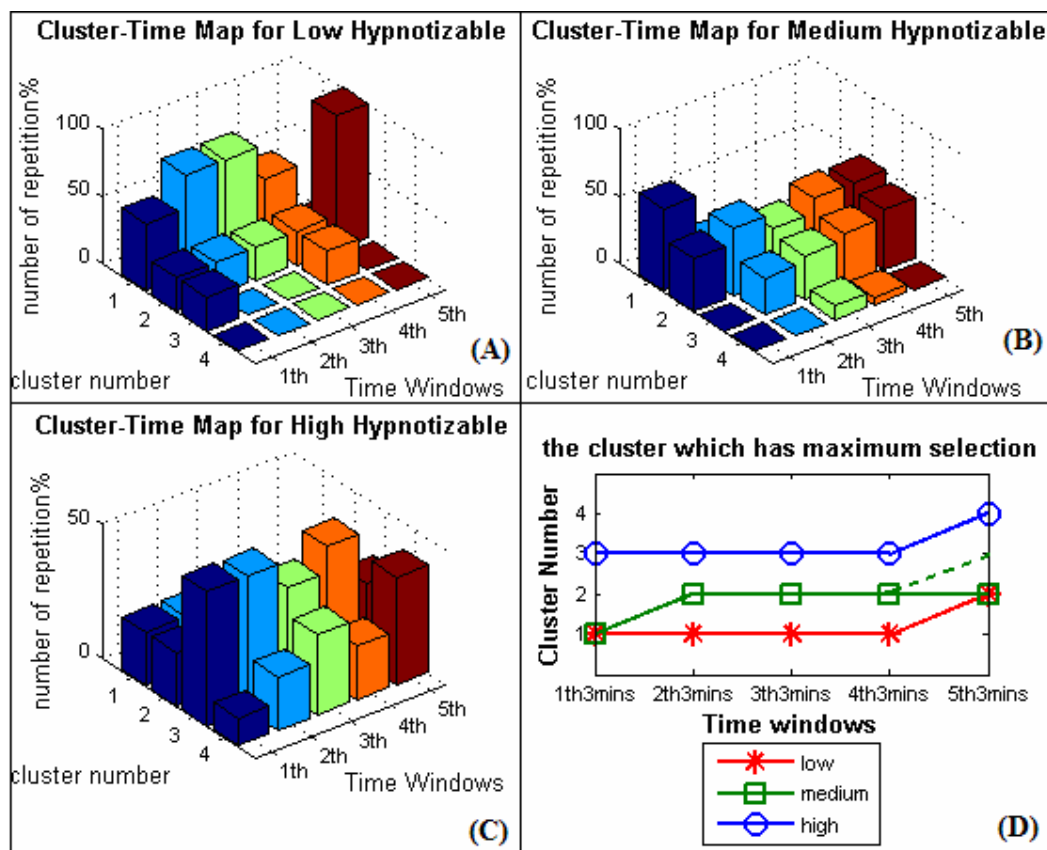 Cluster-Time Map for Low Hypnotizable
number of repetition%
100
50
0
1
2
3
4
cluster number
1th
2th
3th
4th
5th
Time Windows
(A)
Cluster-Time Map for Medium Hypnotizable
number of repetition%
100
50
0
1
2
3
4
cluster number
1th
2th
3th
4th
5th
Time Windows
(B)
Cluster-Time Map for High Hypnotizable
number of repetition%
50
0
1
2
3
4
cluster number
1th
2th
3th
4th
5th
Time Windows
(C)
the cluster which has maximum selection
Cluster Number
4
3
2
1
1th3mins 2th3mins 3th3mins 4th3mins 5th3mins
Time windows
low
medium
high
(D)